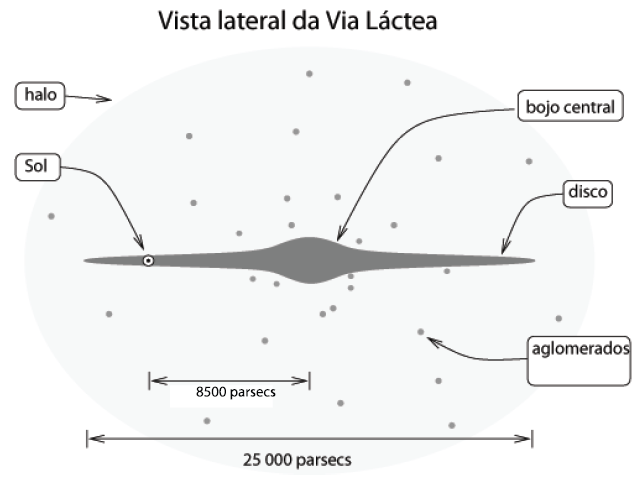 Vista lateral da Via Láctea
halo
bojo central
Sol
disco
aglomerados
8500 parsecs
25 000 parsecs